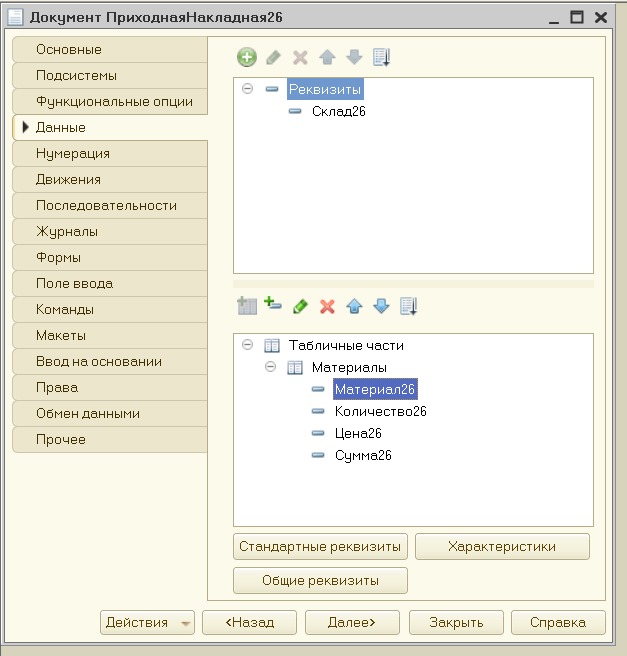 Документ ПриходнаяНакладная26
Основные
Подсистемы
Функциональные опции
Данные
Нумерация
Движения
Последовательности
Журналы
Формы
Поле ввода
Команды
Макеты
Ввод на основании
Права
Обмен данными
Прочее
Реквизиты
Склад26
Табличные части
Материалы
Материал26
Количество26
Цена26
Сумма26
Стандартные реквизиты
Характеристики
Общие реквизиты
Действия
<Назад
Далее>
Закрыть
Справка